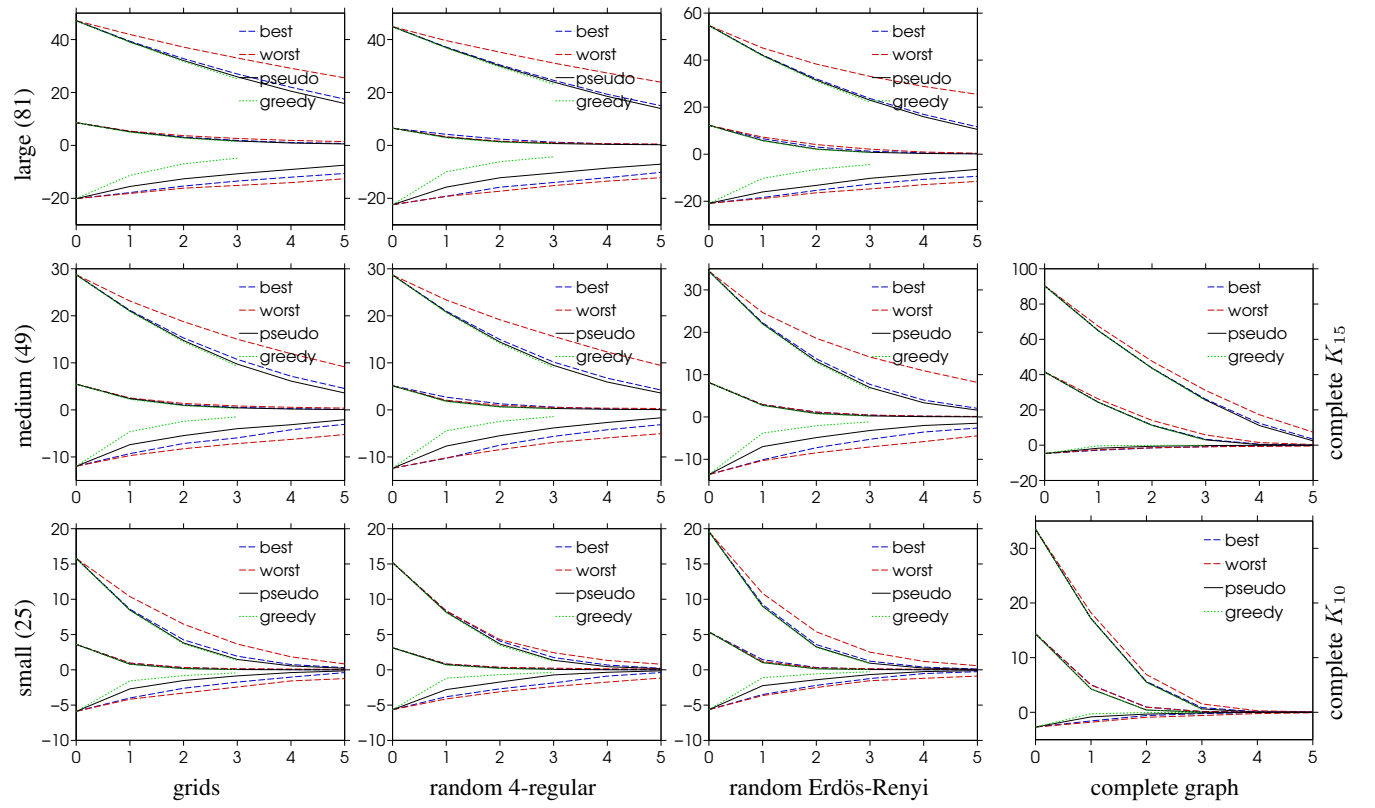 large (81)
40
20
0
−20
best
worst
pseudo
greedy
0 1 2 3 4 5
40
20
0
−20
best
worst
pseudo
greedy
0 1 2 3 4 5
60
40
20
0
−20
best
worst
pseudo
greedy
0 1 2 3 4 5
medium (49)
30
20
10
0
−10
best
worst
pseudo
greedy
0 1 2 3 4 5
30
20
10
0
−10
best
worst
pseudo
greedy
0 1 2 3 4 5
30
20
10
0
−10
best
worst
pseudo
greedy
0 1 2 3 4 5
100
80
60
40
20
0
−20
best
worst
pseudo
greedy
0 1 2 3 4 5
complete K₁₅
small (25)
20
15
10
5
0
−5
−10
best
worst
pseudo
greedy
0 1 2 3 4 5
grids
20
15
10
5
0
−5
−10
best
worst
pseudo
greedy
0 1 2 3 4 5
random 4-regular
20
15
10
5
0
−5
−10
best
worst
pseudo
greedy
0 1 2 3 4 5
random Erdös-Renyi
30
20
10
0
best
worst
pseudo
greedy
0 1 2 3 4 5
complete K₁₀
complete graph